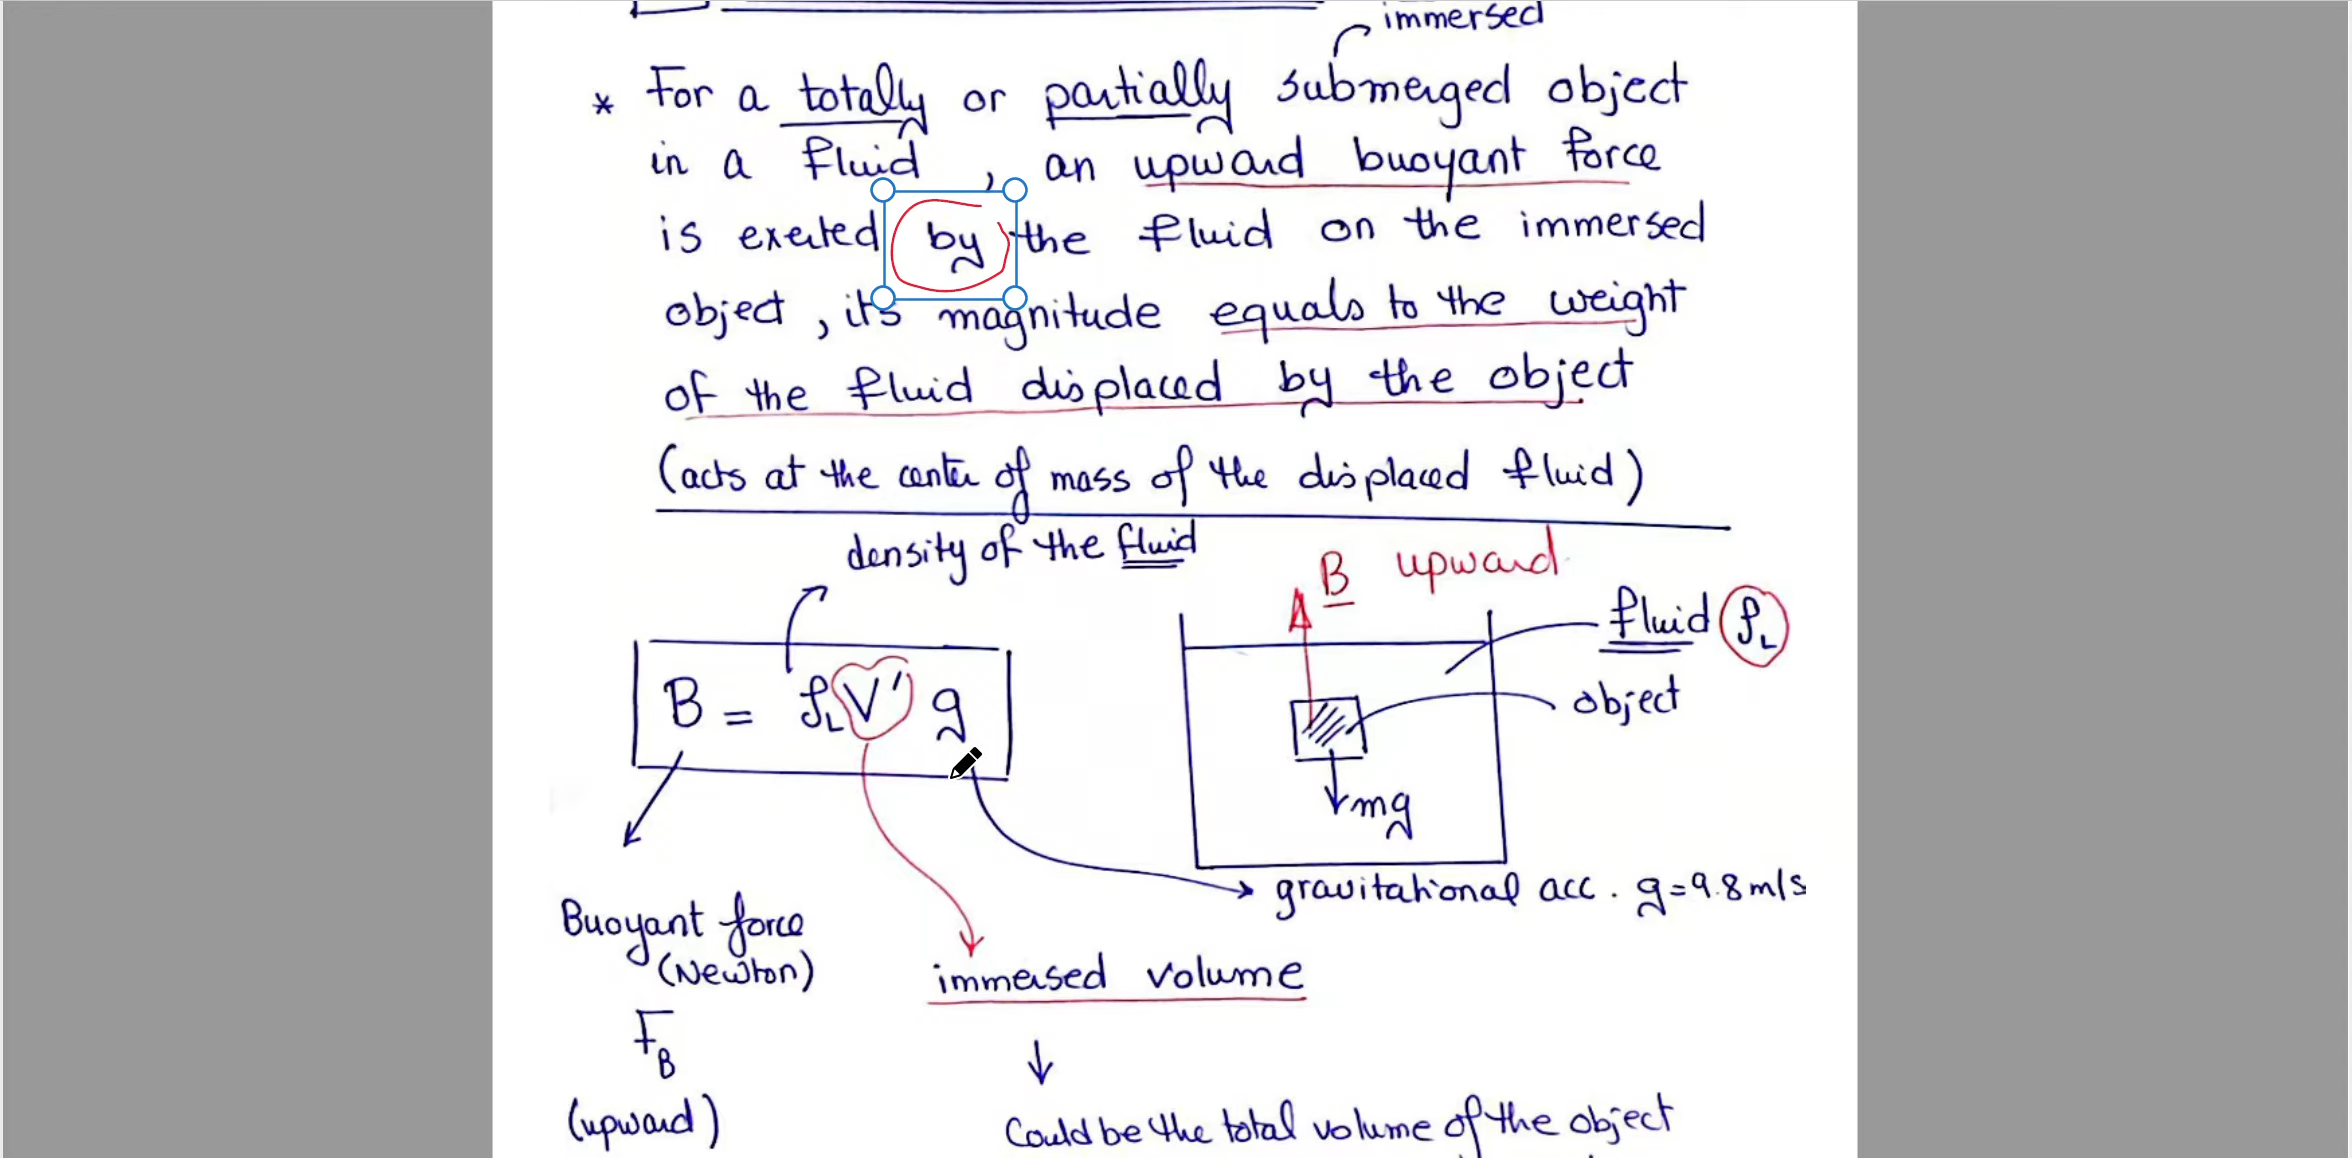 immersed
* For a totally or partially submerged object
in a fluid , an upward buoyant force
is exerted by the fluid on the immersed
object , its magnitude equals to the weight
of the fluid displaced by the object
(acts at the center of mass of the displaced fluid)
density of the fluid
B upward
fluid ρL
B = ρL V' g
object
mg
gravitational acc . g=9.8 m/s
Buoyant force
(Newton)
immersed volume
FB
(upward)
Could be the total volume of the object